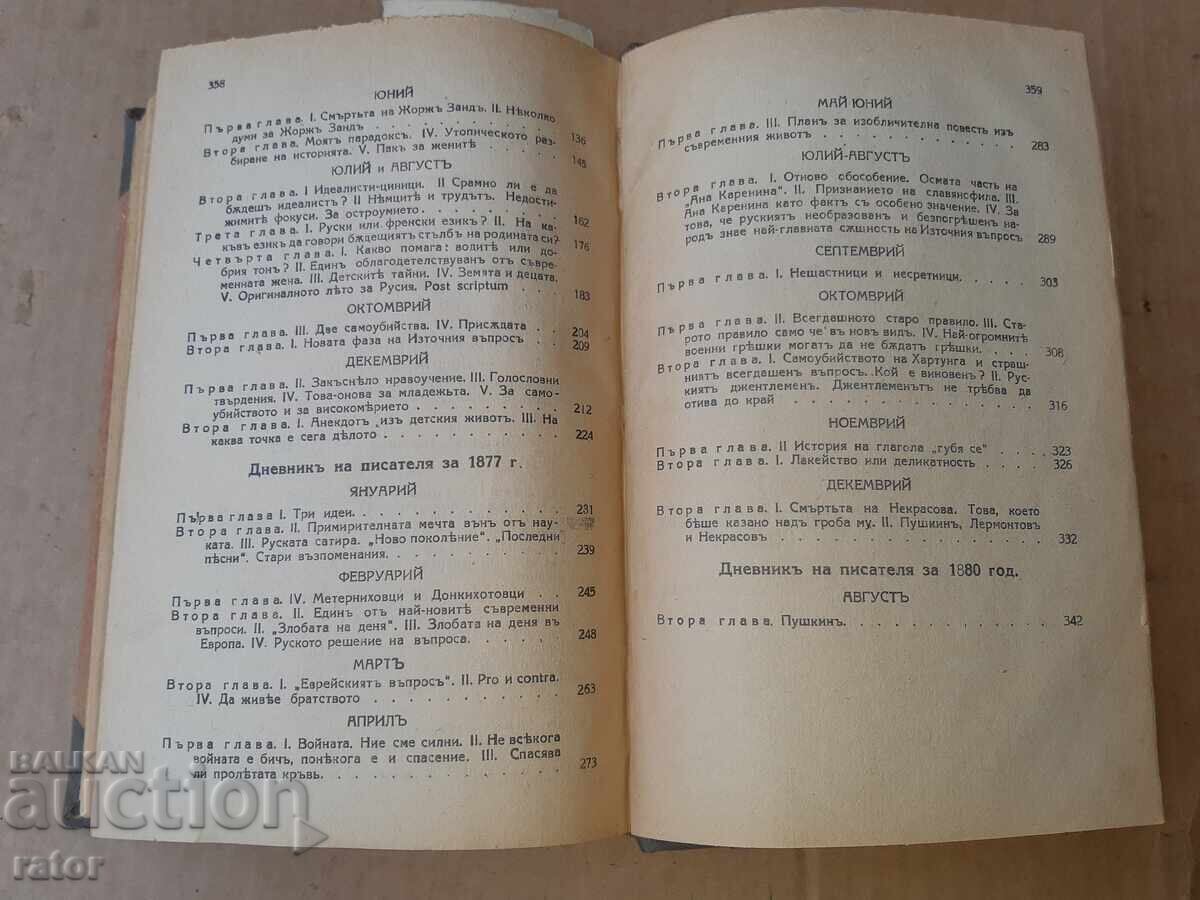 358
ЮНИЙ
Първа глава. I. Смъртьта на Жоржъ Зандъ. II. Нѣколко
думи за Жоржъ Зандъ . . . . . . . . . . . 136
Втора глава. Моятъ парадоксъ. IV. Утопическото раз-
биране на историята. V. Пакъ за женитѣ . . . . . 145
ЮЛИЙ и АВГУСТЪ
Втора глава. I Идеалисти-циници. II Срамно ли е да
бѫдешъ идеалистъ? II Нѣмцитѣ и трудътъ. Недости-
жимитѣ фокуси. За остроумието. . . . . . . . 162
Трета глава. I. Руски или френски езикъ? II. На ка-
къвъ езикъ да говори бѫдещиятъ стълбъ на родината си? 176
Четвърта глава. I. Какво помага: водитѣ или до-
брия тонъ? II. Единъ облагодетелствуванъ отъ съвре-
менната жена. III. Детскитѣ тайни. IV. Земята и децата.
V. Оригиналното лѣто за Русия. Post scriptum . . . 183
ОКТОМВРИЙ
Първа глава. III. Две самоубийства. IV. Присѫдата . . 204
Втора глава. I. Новата фаза на Източния въпросъ . . 209
ДЕКЕМВРИЙ
Първа глава. II. Закъснѣло нравоучение. III. Голословни
твърдения. IV. Това-онова за младежьта. V. За само-
убийството и за високомѣрието . . . . . . . . 212
Втора глава. I. Анекдотъ изъ детския животъ. III. На
каква точка е сега дѣлото . . . . . . . . . . 224
Дневникъ на писателя за 1877 г.
ЯНУАРИЙ
Първа глава I. Три идеи. . . . . . . . . . . . 231
Втора глава. II. Примирителната мечта вънъ отъ нау-
ката. III. Руската сатира. „Ново поколѣние“. „Последни
пѣсни“. Стари възпоменания. . . . . . . . . . 239
ФЕВРУАРИЙ
Първа глава. IV. Метерниховци и Донкихотовци . . 245
Втора глава. II. Единъ отъ най-новитѣ съвременни
въпроси. II. „Злобата на деня“. III. Злобата на деня въ
Европа. IV. Руското решение на въпроса. . . . . . 248
МАРТЪ
Втора глава. I. „Еврейскиятъ въпросъ“. II. Pro и contra.
IV. Да живѣе братството . . . . . . . . . . . 263
АПРИЛЪ
Първа глава. I. Войната. Ние сме силни. II. Не всѣкога
войната е бичъ, понѣкога е и спасение. III. Спасява
ли пролѣтата кръвь. . . . . . . . . . . . . 273
359
МАЙ ЮНИЙ
Първа глава. III. Планъ за изобличителна повесть изъ
съвременния животъ . . . . . . . . . . . . 283
ЮЛИЙ-АВГУСТЪ
Втора глава. I. Отново обособение. Осмата часть на
„Ана Каренина“. II. Признанието на славянсфила. III.
Ана Каренина като фактъ съ особено значение. IV. За
това, че рускиятъ необразованъ и безпогрѣшенъ на-
родъ знае най-главната сѫщность на Източния въпросъ 289
СЕПТЕМВРИЙ
Първа глава. I. Нещастници и несретници. . . . . 303
ОКТОМВРИЙ
Първа глава. II. Всегдашното старо правило. III. Ста-
рото правило само че въ новъ видъ. IV. Най-огромнитѣ
военни грѣшки могатъ да не бѫдатъ грѣшки. . . . 308
Втора глава. I. Самоубийството на Хартунга и страш-
ниятъ всегдашенъ въпросъ. Кой е виновенъ? II. Рус-
киятъ джентлеменъ. Джентлеменътъ не трѣбва да
отива до край . . . . . . . . . . . . . . 316
НОЕМВРИЙ
Първа глава. II История на глагола „губя се“ . . . 323
Втора глава. I. Лакейство или деликатность . . . . 326
ДЕКЕМВРИЙ
Втора глава. I. Смъртьта на Некрасова. Това, което
бѣше казано надъ гроба му. II. Пушкинъ, Лермонтовъ
и Некрасовъ . . . . . . . . . . . . . . . 332
Дневникъ на писателя за 1880 год.
АВГУСТЪ
Втора глава. Пушкинъ. . . . . . . . . . . . 342
BALKAN
auction
rator